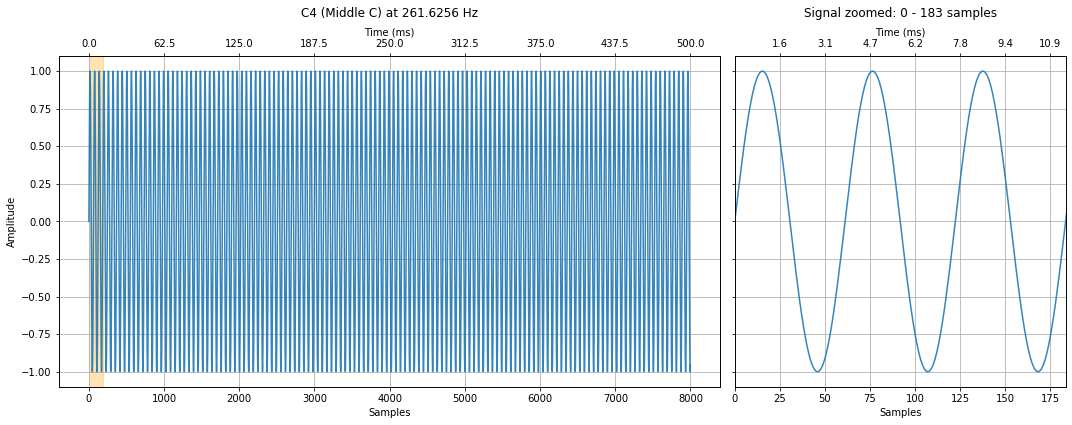 C4 (Middle C) at 261.6256 Hz
Time (ms)
0.0 62.5 125.0 187.5 250.0 312.5 375.0 437.5 500.0
Amplitude
1.00
0.75
0.50
0.25
0.00
−0.25
−0.50
−0.75
−1.00
0 1000 2000 3000 4000 5000 6000 7000 8000
Samples
Signal zoomed: 0 - 183 samples
Time (ms)
1.6 3.1 4.7 6.2 7.8 9.4 10.9
0 25 50 75 100 125 150 175
Samples